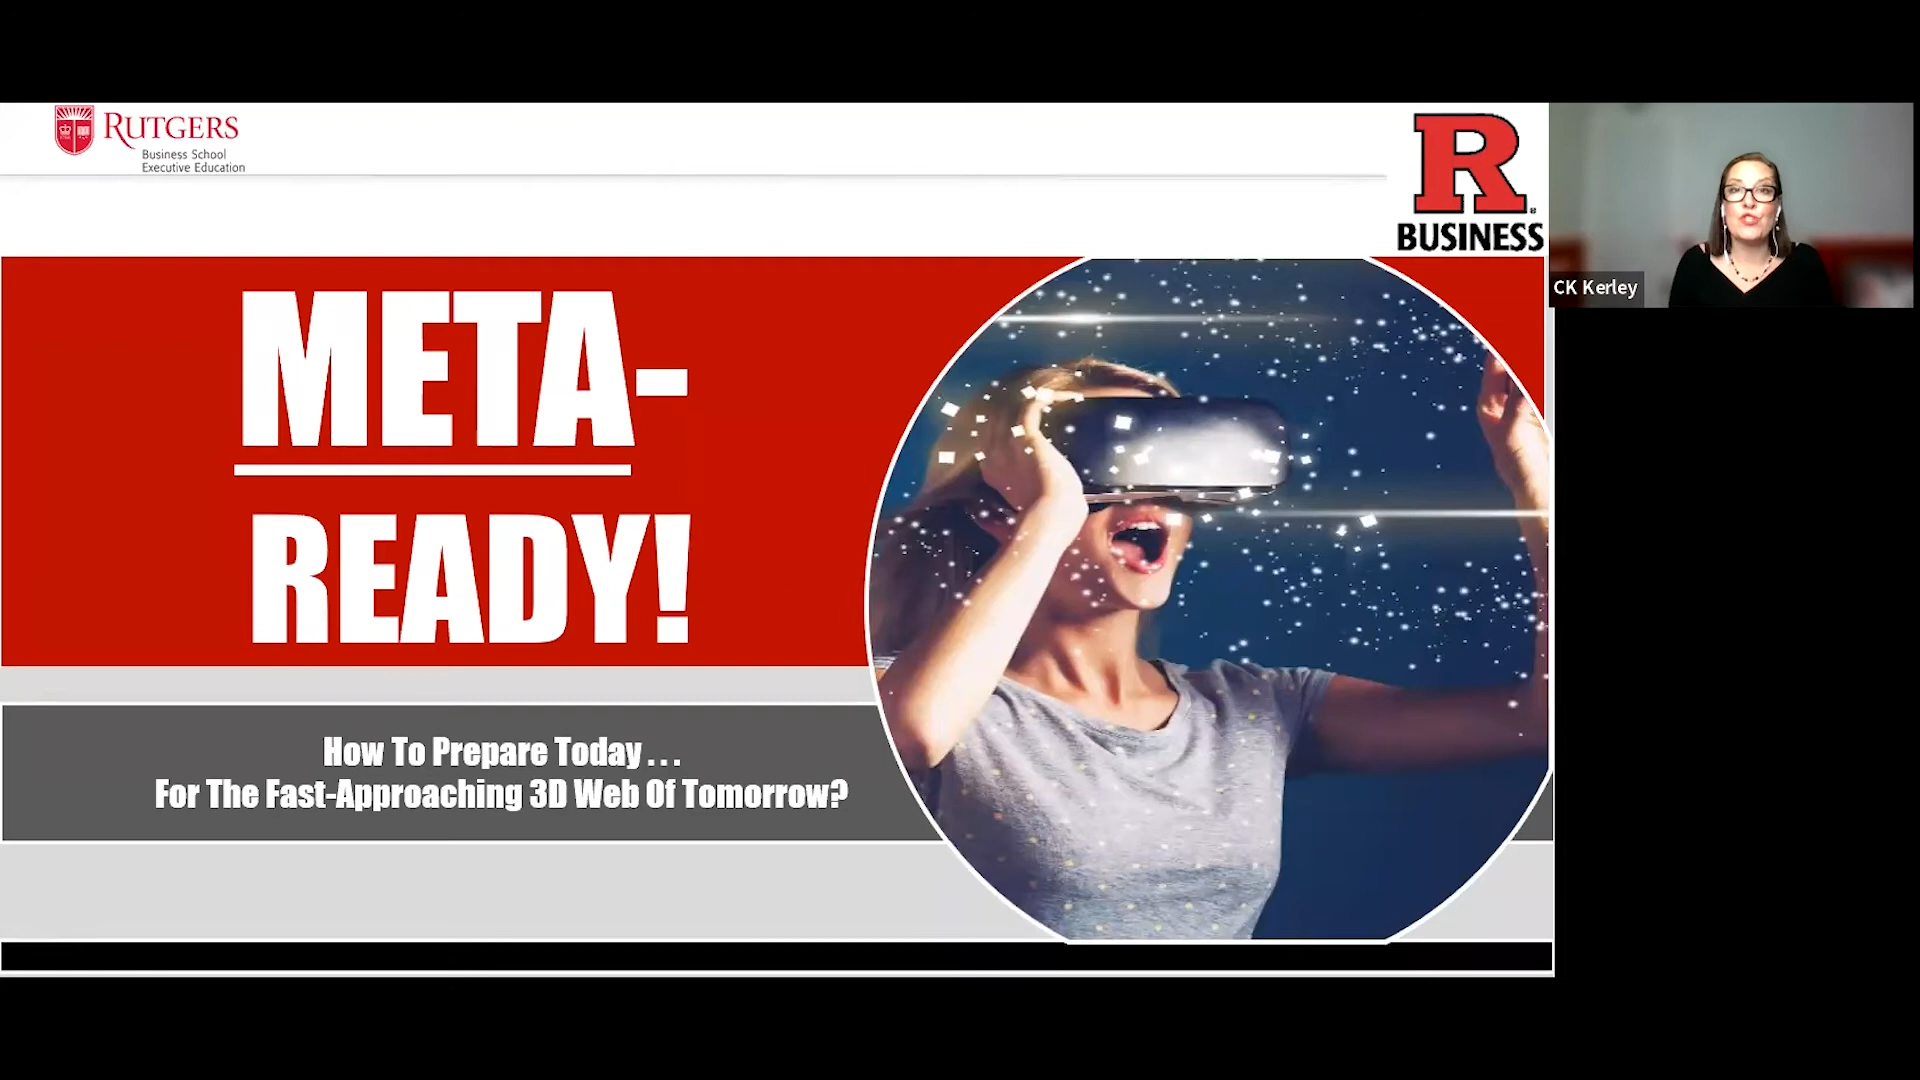 RUTGERS
Business School
Executive Education
R
BUSINESS
CK Kerley
META-
READY!
How To Prepare Today . . .
For The Fast-Approaching 3D Web Of Tomorrow?